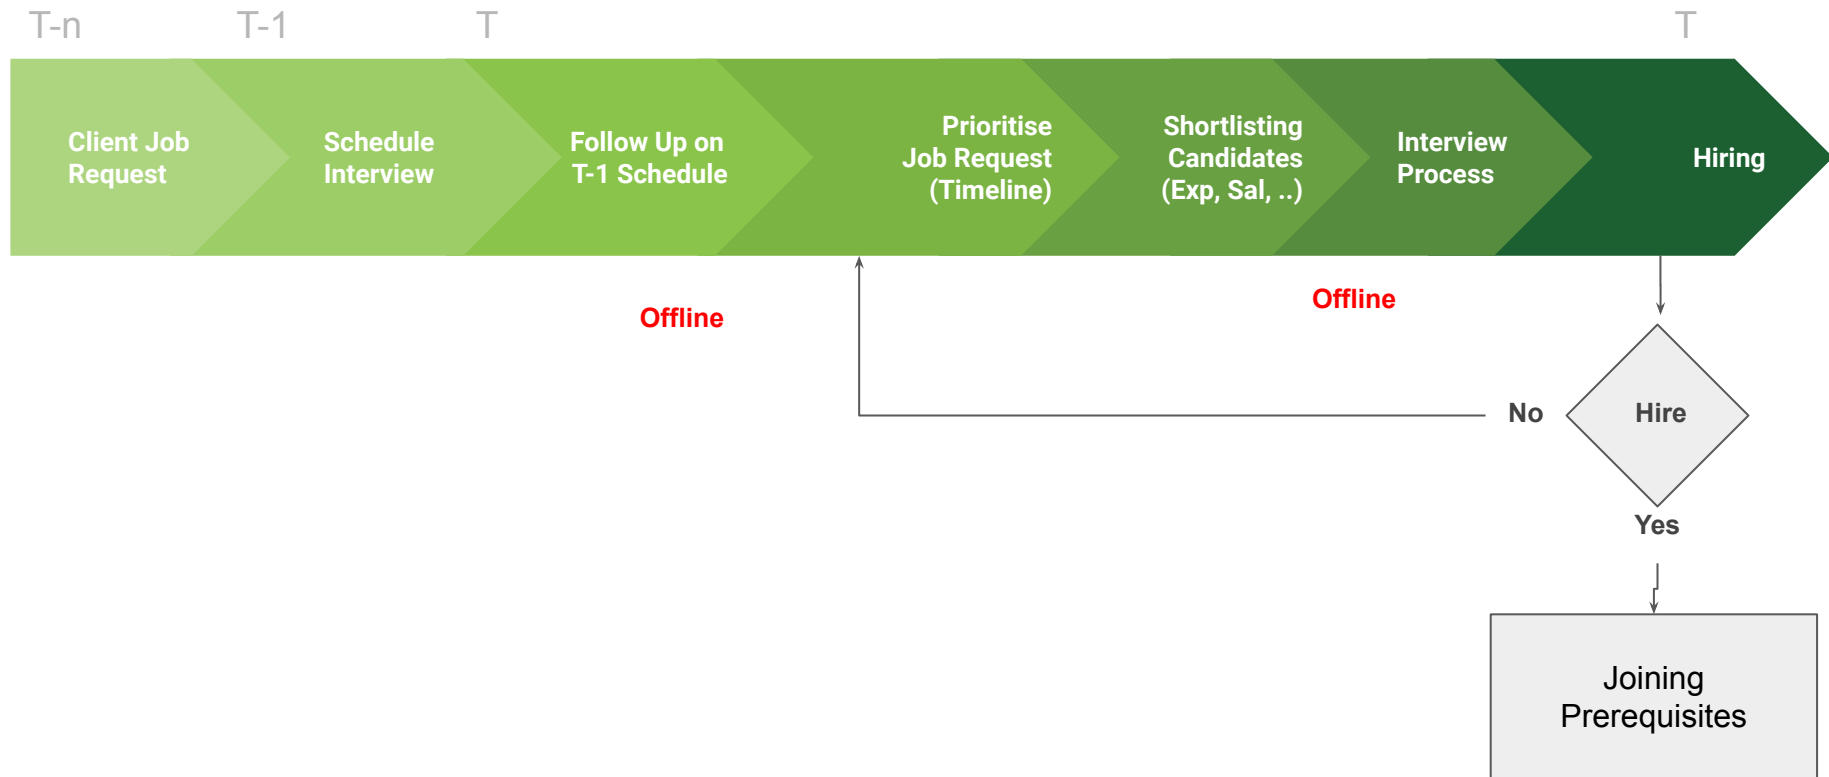 T-n
T-1
T
T
Client Job
Request
Schedule
Interview
Follow Up on
T-1 Schedule
Prioritise
Job Request
(Timeline)
Shortlisting
Candidates
(Exp, Sal, ..)
Interview
Process
Hiring
Offline
Offline
No
Hire
Yes
Joining
Prerequisites